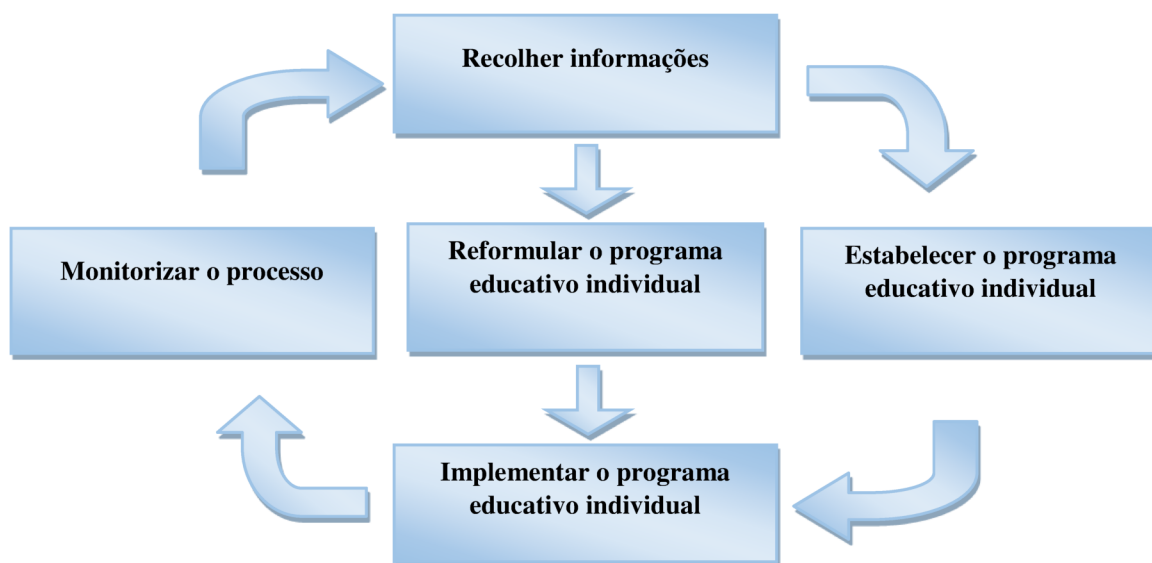 Recolher informações
Monitorizar o processo
Reformular o programa
educativo individual
Estabelecer o programa
educativo individual
Implementar o programa
educativo individual